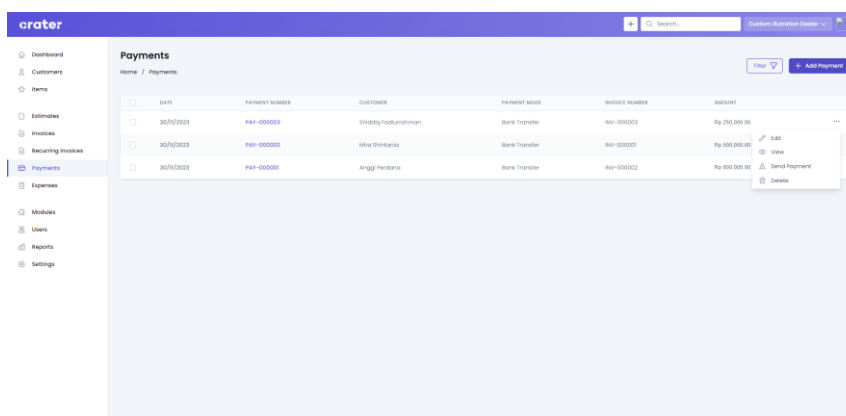 crater
Search...
Custom Nutration Dealer
Dashboard
Customers
Items
Estimates
Invoices
Recurring Invoices
Payments
Expenses
Modules
Users
Reports
Settings
Payments
Home / Payments
Filter
+ Add Payment
DATE PAYMENT NUMBER CUSTOMER PAYMENT MODE INVOICE NUMBER AMOUNT
30/11/2023 PAY-000003 Shiddiq Fadlurrahman Bank Transfer INV-000003 Rp 250,000.00 ...
30/11/2023 PAY-000002 Mira Shintania Bank Transfer INV-000001 Rp 500,000.00
30/11/2023 PAY-000001 Anggi Perdana Bank Transfer INV-000002 Rp 600,000.00
Edit
View
Send Payment
Delete